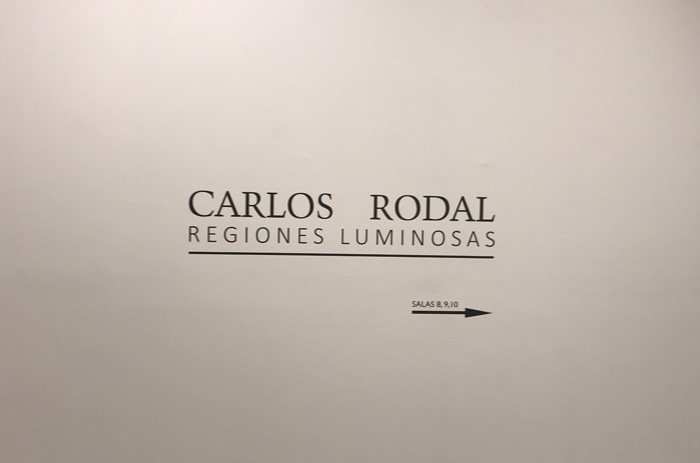 CARLOS RODAL
REGIONES LUMINOSAS
SALAS 8, 9,10